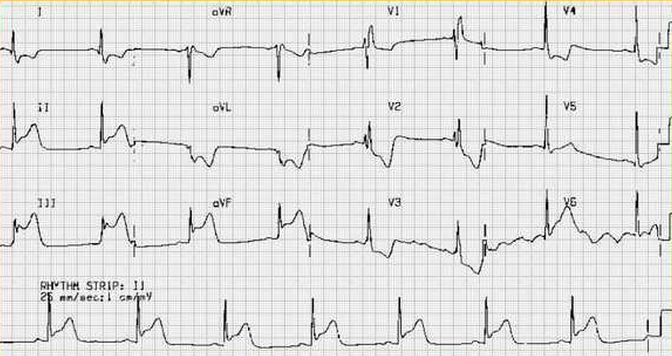 I aVR V1 V4
II aVL V2 V5
III aVF V3 V6
RHYTHM STRIP: II
25 mm/sec:1 cm/mV